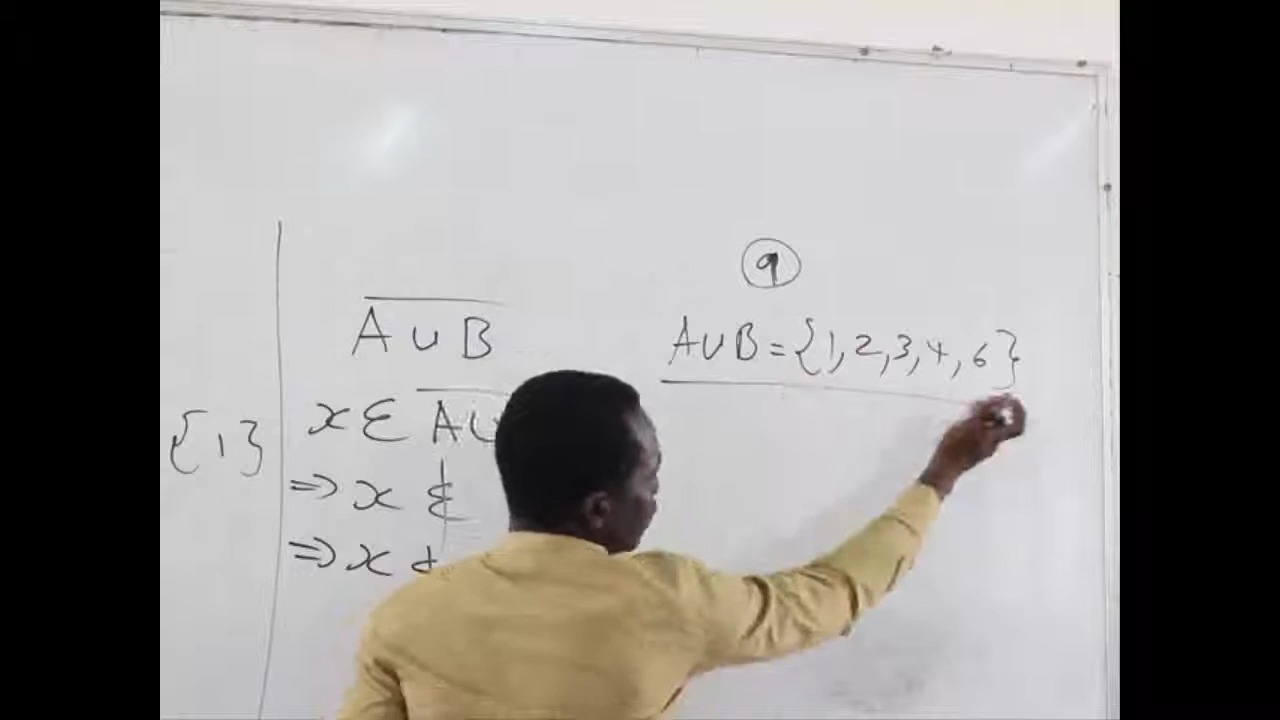 {1}
A∪B
x ∈ A∪
⇒ x ∉
⇒ x
9
A∪B = {1, 2, 3, 4, 6}